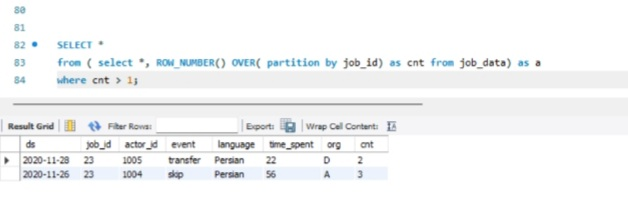 80
81
82 SELECT *
83 from ( select *, ROW_NUMBER() OVER( partition by job_id) as cnt from job_data) as a
84 where cnt > 1;
Result Grid Filter Rows: Export: Wrap Cell Content:
ds job_id actor_id event language time_spent org cnt
2020-11-28 23 1005 transfer Persian 22 D 2
2020-11-26 23 1004 skip Persian 56 A 3